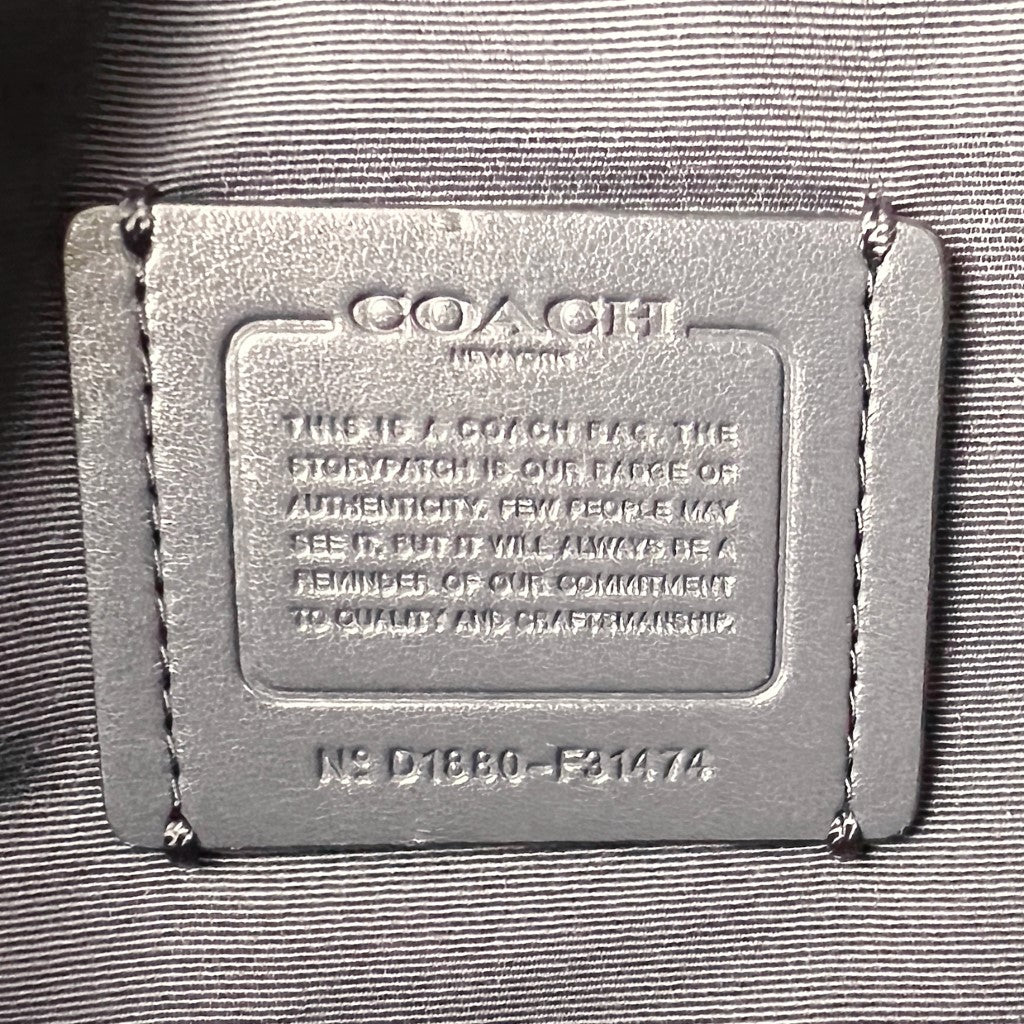 COACH
NEW YORK
THIS IS A COACH BAG. THE
STORYPATCH IS OUR BADGE OF
AUTHENTICITY. FEW PEOPLE MAY
SEE IT. BUT IT WILL ALWAYS BE A
REMINDER OF OUR COMMITMENT
TO QUALITY AND CRAFTSMANSHIP.
Nº D1880-F31474